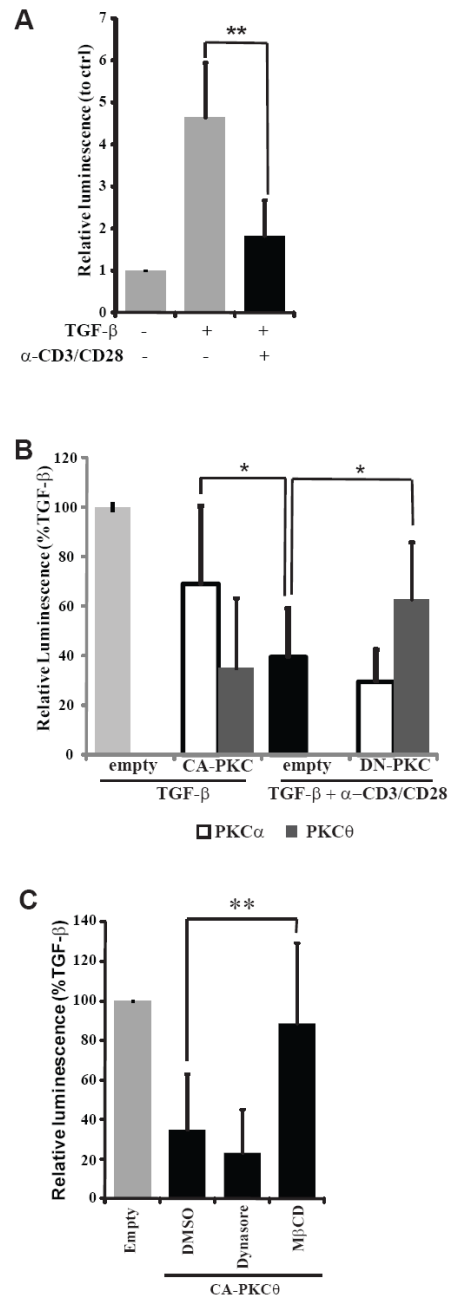 A
Relative luminescence (to ctrl)
7
6
5
4
3
2
1
0
**
TGF-β - + +
α-CD3/CD28 - - +
B
Relative Luminescence (%TGF-β)
120
100
80
60
40
20
0
* *
empty CA-PKC empty DN-PKC
TGF-β TGF-β + α-CD3/CD28
PKCα PKCθ
C
Relative luminescence (%TGF-β)
140
120
100
80
60
40
20
0
**
Empty
DMSO
Dynasore
MβCD
CA-PKCθ